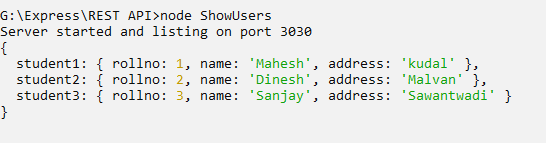 G:\Express\REST API>node ShowUsers
Server started and listing on port 3030
{
  student1: { rollno: 1, name: 'Mahesh', address: 'kudal' },
  student2: { rollno: 2, name: 'Dinesh', address: 'Malvan' },
  student3: { rollno: 3, name: 'Sanjay', address: 'Sawantwadi' }
}